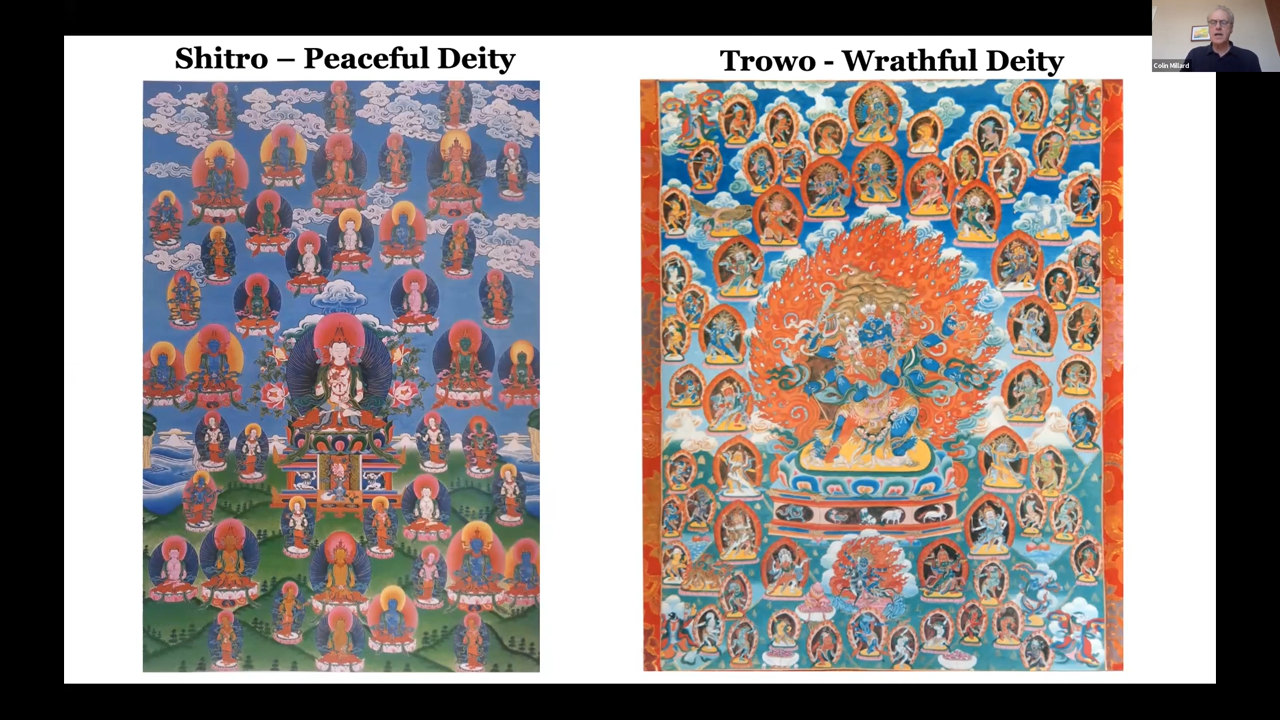 Shitro – Peaceful Deity
Trowo - Wrathful Deity
Colin Millard